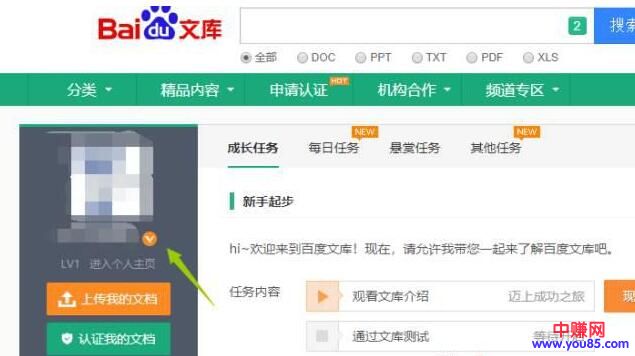 Bai du 文库
2 搜索
全部 DOC PPT TXT PDF XLS
分类 精品内容 申请认证 HOT 机构合作 频道专区
成长任务 每日任务 NEW 悬赏任务 其他任务 NEW
新手起步
hi~欢迎来到百度文库！现在，请允许我带您一起来了解百度文库吧。
LV1 进入个人主页
上传我的文档
认证我的文档
任务内容
观看文库介绍 迈上成功之旅 现
通过文库测试
中赚网
www.you85.com